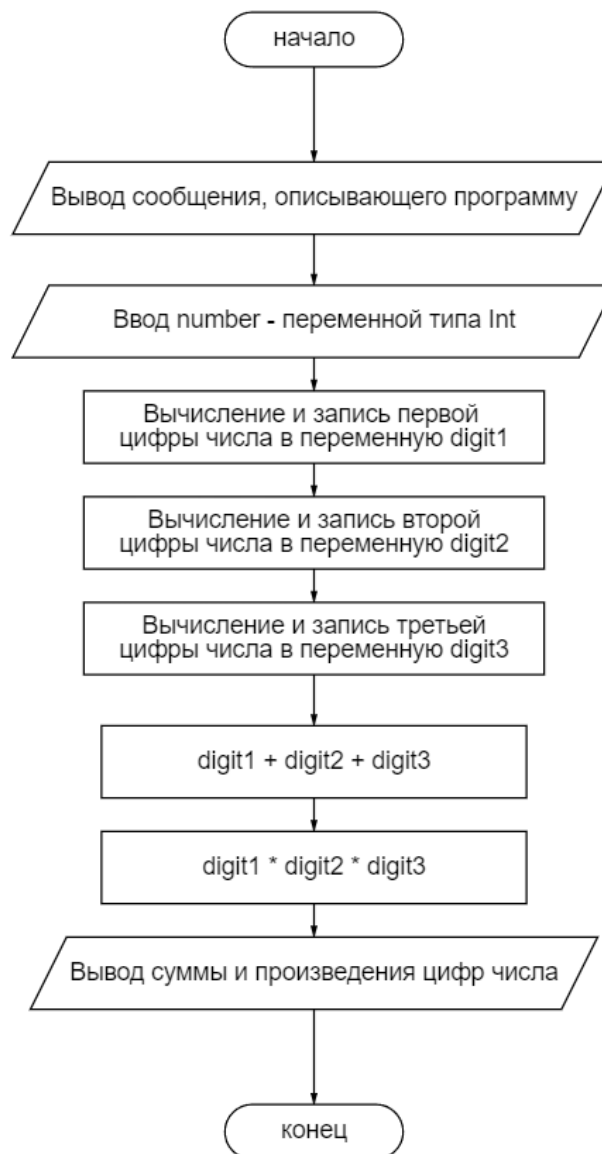 начало
Вывод сообщения, описывающего программу
Ввод number - переменной типа Int
Вычисление и запись первой
цифры числа в переменную digit1
Вычисление и запись второй
цифры числа в переменную digit2
Вычисление и запись третьей
цифры числа в переменную digit3
digit1 + digit2 + digit3
digit1 * digit2 * digit3
Вывод суммы и произведения цифр числа
конец